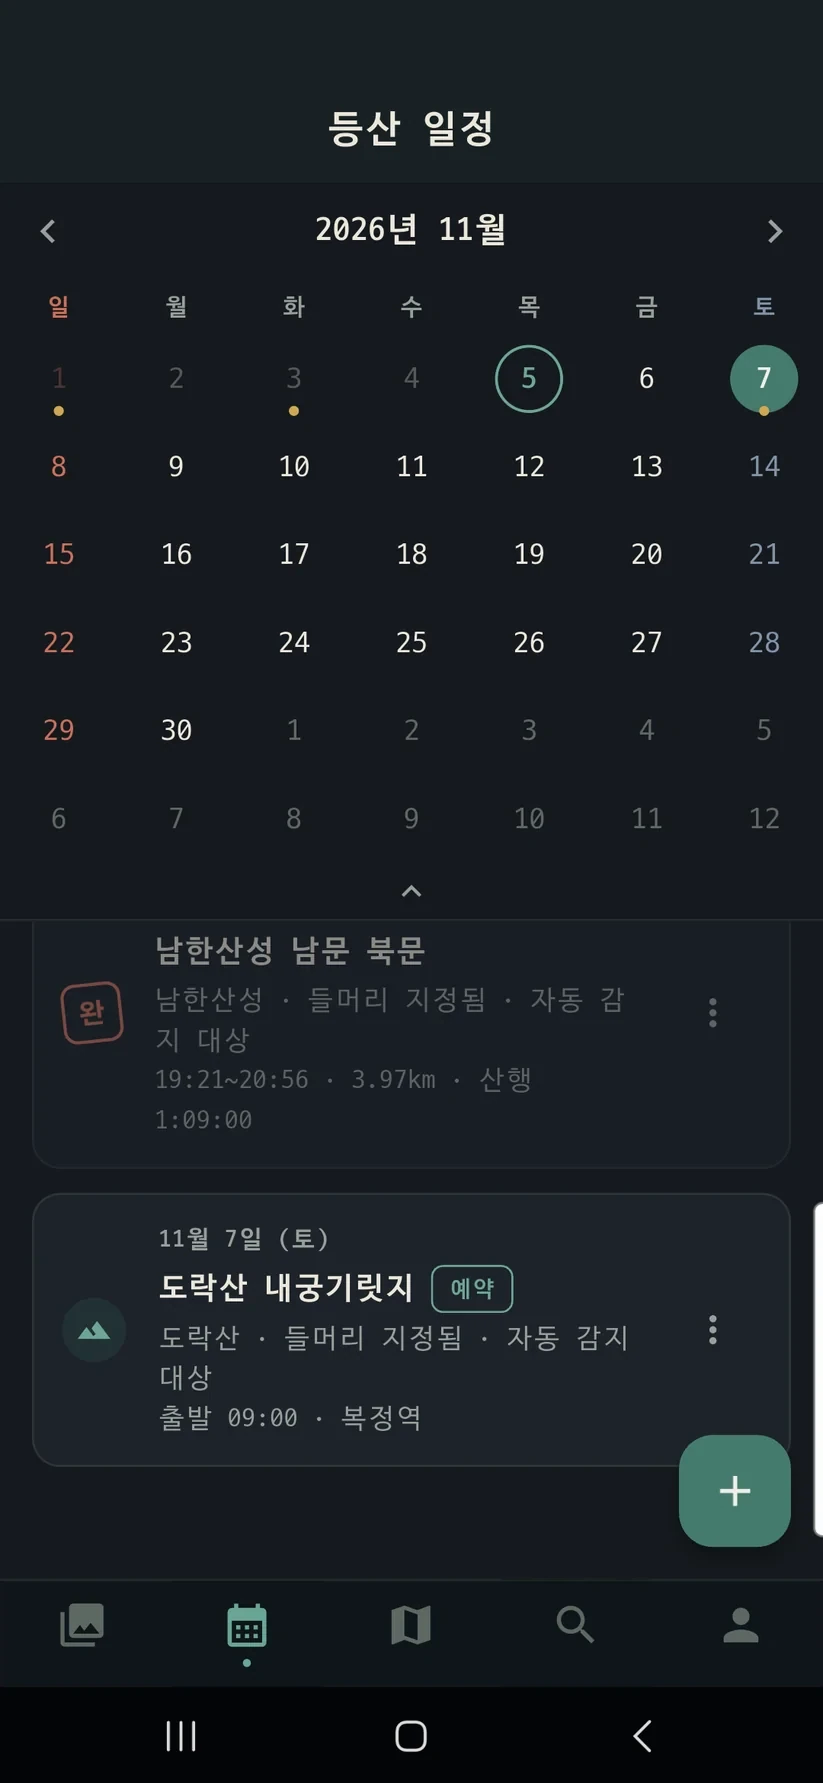 등산 일정
2026년 11월
일 월 화 수 목 금 토
1 2 3 4 5 6 7
8 9 10 11 12 13 14
15 16 17 18 19 20 21
22 23 24 25 26 27 28
29 30 1 2 3 4 5
6 7 8 9 10 11 12
남한산성 남문 북문
완
남한산성 · 들머리 지정됨 · 자동 감
지 대상
19:21~20:56 · 3.97km · 산행
1:09:00
11월 7일 (토)
도락산 내궁기릿지 예약
도락산 · 들머리 지정됨 · 자동 감지
대상
출발 09:00 · 복정역